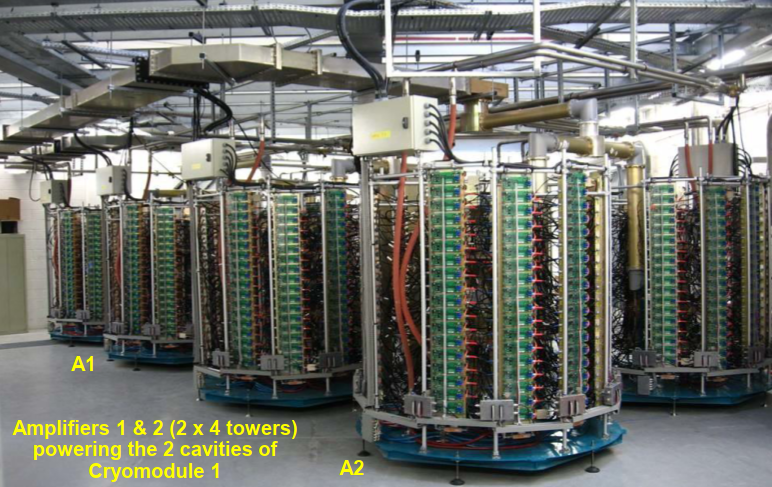 A1
Amplifiers 1 & 2 (2 x 4 towers)
powering the 2 cavities of
Cryomodule 1
A2